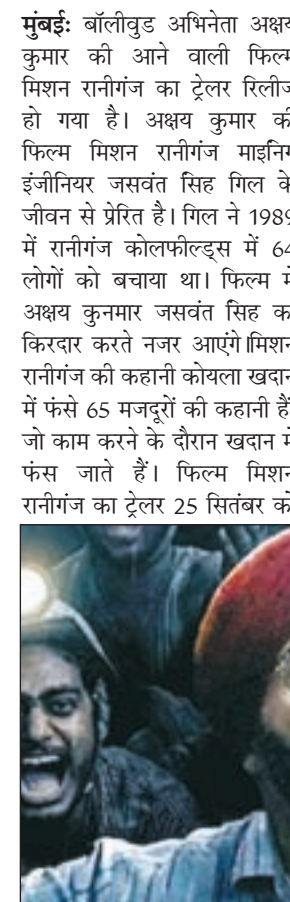 मुंबईः बॉलीवुड अभिनेता अक्षय
कुमार की आने वाली फिल्म
मिशन रानीगंज का ट्रेलर रिलीज
हो गया है। अक्षय कुमार की
फिल्म मिशन रानीगंज माइनिंग
इंजीनियर जसवंत सिंह गिल के
जीवन से प्रेरित है। गिल ने 1989
में रानीगंज कोलफील्ड्स में 64
लोगों को बचाया था। फिल्म में
अक्षय कुनमार जसवंत सिंह का
किरदार करते नजर आएंगे।मिशन
रानीगंज की कहानी कोयला खदान
में फंसे 65 मजदूरों की कहानी हैं
जो काम करने के दौरान खदान में
फंस जाते हैं। फिल्म मिशन
रानीगंज का ट्रेलर 25 सितंबर को